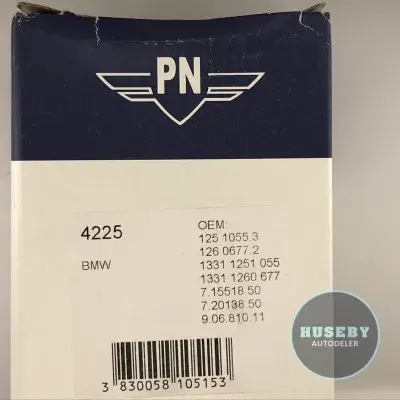 PN
4225
BMW
OEM:
125 1055.3
126 0677.2
1331 1251 055
1331 1260 677
7.15518.50
7.20138.50
9.06.810.11
3 830058 105153
HUSEBY
AUTODELER